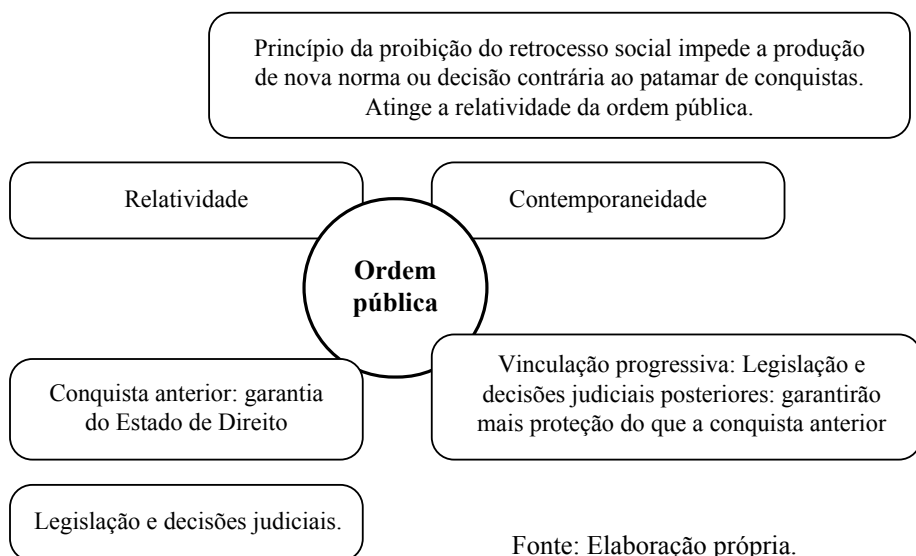 Princípio da proibição do retrocesso social impede a produção
de nova norma ou decisão contrária ao patamar de conquistas.
Atinge a relatividade da ordem pública.
Relatividade
Contemporaneidade
Ordem
pública
Conquista anterior: garantia
do Estado de Direito
Vinculação progressiva: Legislação e
decisões judiciais posteriores: garantirão
mais proteção do que a conquista anterior
Legislação e decisões judiciais.
Fonte: Elaboração própria.